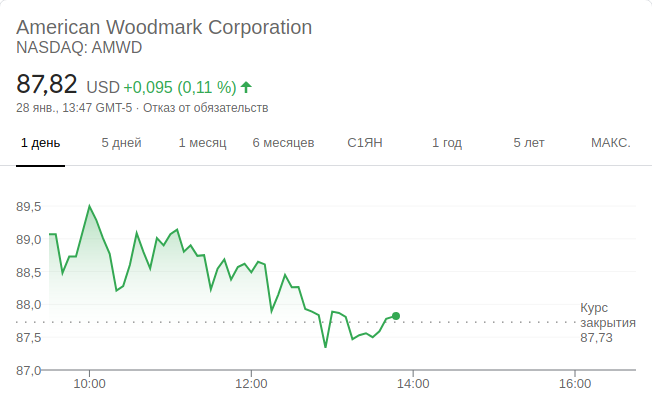 American Woodmark Corporation
NASDAQ: AMWD
87,82 USD +0,095 (0,11 %)
28 янв., 13:47 GMT-5 · Отказ от обязательств
1 день 5 дней 1 месяц 6 месяцев С1ЯН 1 год 5 лет МАКС.
89,5
89,0
88,5
88,0
87,5
87,0
Курс
закрытия
87,73
10:00 12:00 14:00 16:00